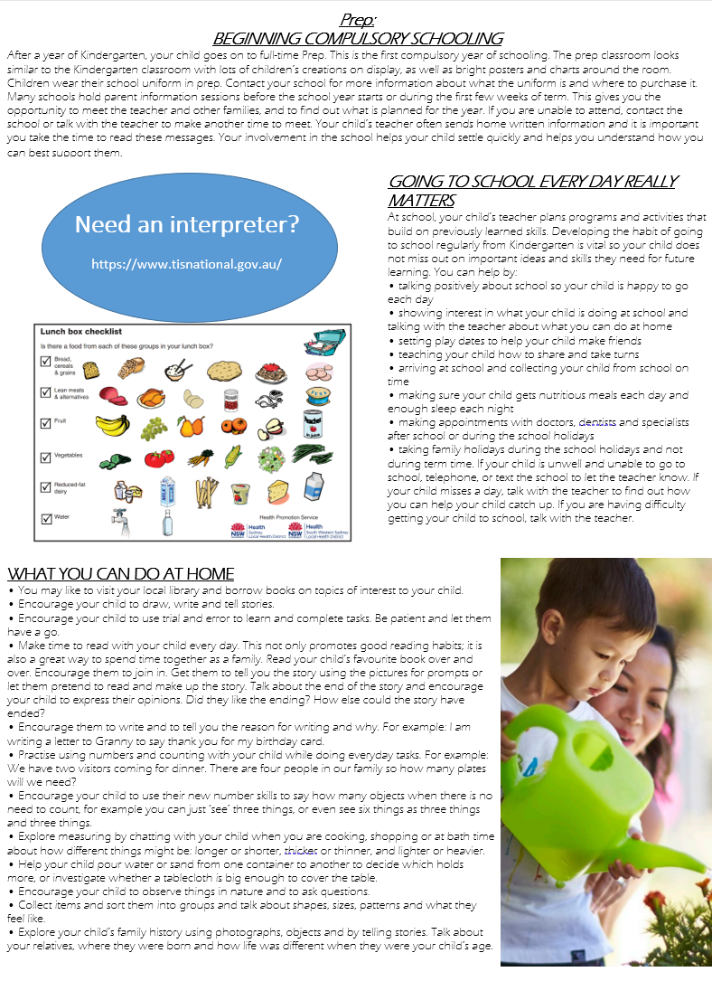 Prep:
BEGINNING COMPULSORY SCHOOLING
After a year of Kindergarten, your child goes on to full-time Prep. This is the first compulsory year of schooling. The prep classroom looks
similar to the Kindergarten classroom with lots of children's creations on display, as well as bright posters and charts around the room.
Children wear their school uniform in prep. Contact your school for more information about what the uniform is and where to purchase it.
Many schools hold parent information sessions before the school year starts or during the first few weeks of term. This gives you the
opportunity to meet the teacher and other families, and to find out what is planned for the year. If you are unable to attend, contact the
school or talk with the teacher to make another time to meet. Your child's teacher often sends home written information and it is important
you take the time to read these messages. Your involvement in the school helps your child settle quickly and helps you understand how you
can best support them.
Need an interpreter?
https://www.tisnational.gov.au/
Lunch box checklist
Is there a food from each of these groups in your lunch box?
Bread,
cereals
& grains
Lean meats
& alternatives
Fruit
Vegetables
Reduced-fat
dairy
Water
Health Promotion Service
NSW Health
Sydney
Local Health District
NSW Health
South Western Sydney
Local Health District
GOING TO SCHOOL EVERY DAY REALLY
MATTERS
At school, your child's teacher plans programs and activities that
build on previously learned skills. Developing the habit of going
to school regularly from Kindergarten is vital so your child does
not miss out on important ideas and skills they need for future
learning. You can help by:
• talking positively about school so your child is happy to go
each day
• showing interest in what your child is doing at school and
talking with the teacher about what you can do at home
• setting play dates to help your child make friends
• teaching your child how to share and take turns
• arriving at school and collecting your child from school on
time
• making sure your child gets nutritious meals each day and
enough sleep each night
• making appointments with doctors, dentists and specialists
after school or during the school holidays
• taking family holidays during the school holidays and not
during term time. If your child is unwell and unable to go to
school, telephone, or text the school to let the teacher know. If
your child misses a day, talk with the teacher to find out how
you can help your child catch up. If you are having difficulty
getting your child to school, talk with the teacher.
WHAT YOU CAN DO AT HOME
• You may like to visit your local library and borrow books on topics of interest to your child.
• Encourage your child to draw, write and tell stories.
• Encourage your child to use trial and error to learn and complete tasks. Be patient and let them
have a go.
• Make time to read with your child every day. This not only promotes good reading habits; it is
also a great way to spend time together as a family. Read your child's favourite book over and
over. Encourage them to join in. Get them to tell you the story using the pictures for prompts or
let them pretend to read and make up the story. Talk about the end of the story and encourage
your child to express their opinions. Did they like the ending? How else could the story have
ended?
• Encourage them to write and to tell you the reason for writing and why. For example: I am
writing a letter to Granny to say thank you for my birthday card.
• Practise using numbers and counting with your child while doing everyday tasks. For example:
We have two visitors coming for dinner. There are four people in our family so how many plates
will we need?
• Encourage your child to use their new number skills to say how many objects when there is no
need to count, for example you can just 'see' three things, or even see six things as three things
and three things.
• Explore measuring by chatting with your child when you are cooking, shopping or at bath time
about how different things might be: longer or shorter, thicker or thinner, and lighter or heavier.
• Help your child pour water or sand from one container to another to decide which holds
more, or investigate whether a tablecloth is big enough to cover the table.
• Encourage your child to observe things in nature and to ask questions.
• Collect items and sort them into groups and talk about shapes, sizes, patterns and what they
feel like.
• Explore your child's family history using photographs, objects and by telling stories. Talk about
your relatives, where they were born and how life was different when they were your child's age.